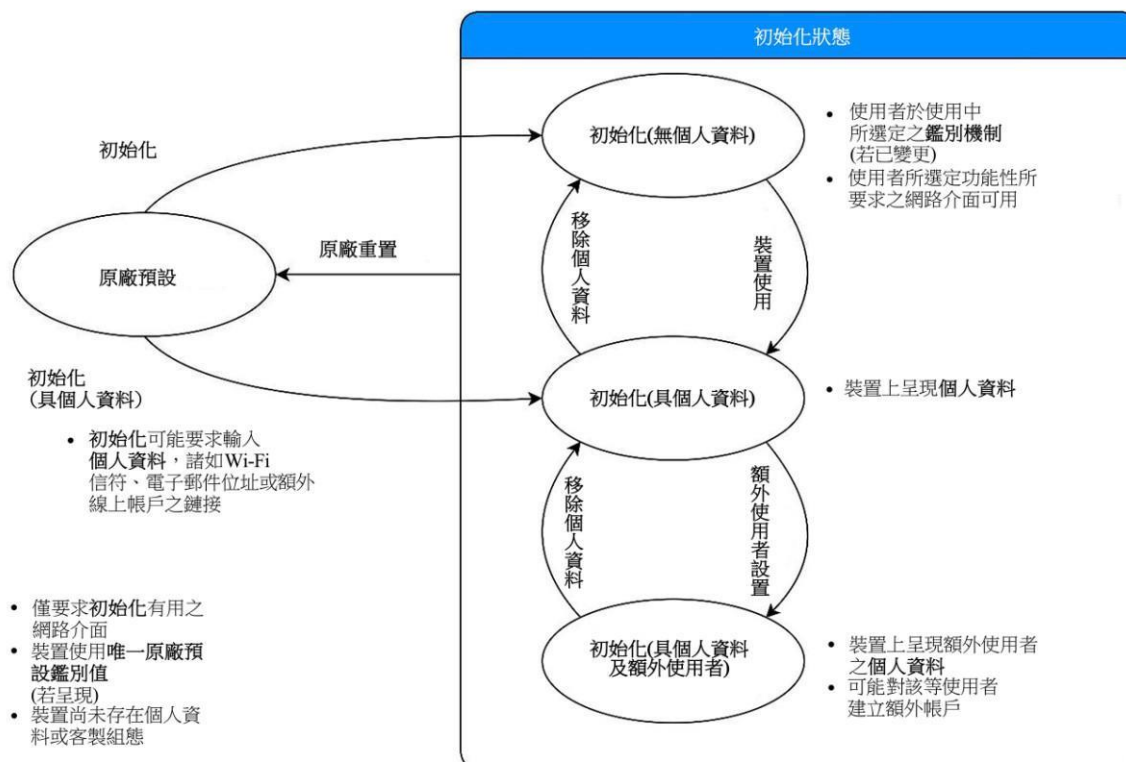 初始化狀態
初始化
初始化(無個人資料)
• 使用者於使用中
所選定之鑑別機制
(若已變更)
• 使用者所選定功能性所
要求之網路介面可用
原廠預設
原廠重置
移除個人資料
裝置使用
初始化
(具個人資料)
• 初始化可能要求輸入
個人資料，諸如Wi-Fi
信符、電子郵件位址或額外
線上帳戶之鏈接
初始化(具個人資料)
• 裝置上呈現個人資料
移除個人資料
額外使用者設置
• 僅要求初始化有用之
網路介面
• 裝置使用唯一原廠預
設鑑別值
(若呈現)
• 裝置尚未存在個人資
料或客製組態
初始化(具個人資料
及額外使用者)
• 裝置上呈現額外使用者
之個人資料
• 可能對該等使用者
建立額外帳戶